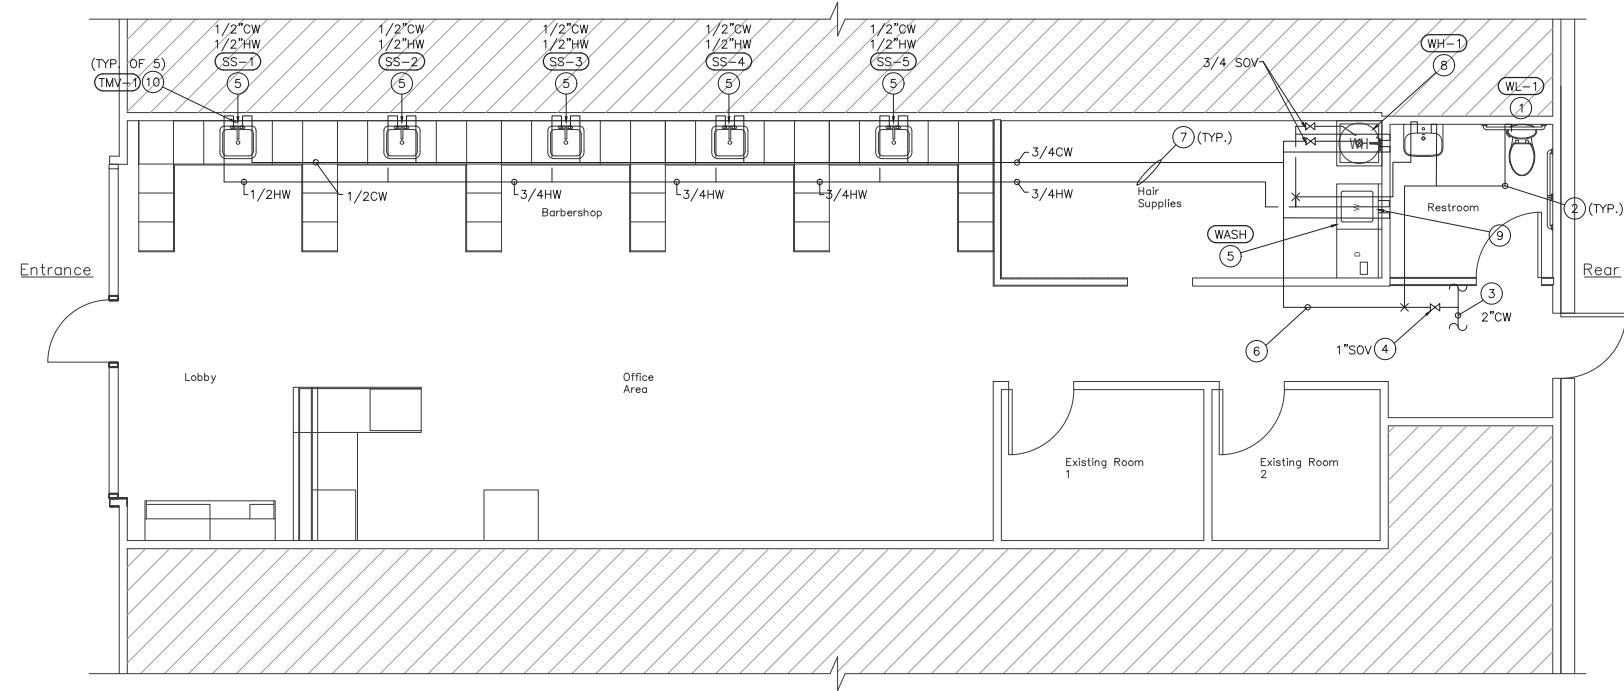 1/2"CW
1/2"HW
SS-1
5
1/2"CW
1/2"HW
SS-2
5
1/2"CW
1/2"HW
SS-3
5
1/2"CW
1/2"HW
SS-4
5
1/2"CW
1/2"HW
SS-5
5
(TYP. OF 5)
TMV-1 10
3/4 SOV
WH-1
8
WL-1
1
7 (TYP.)
WH
3/4CW
1/2HW
1/2CW
3/4HW
3/4HW
3/4HW
3/4HW
Barbershop
Hair
Supplies
W
Restroom
2 (TYP.)
WASH
5
9
D
Entrance
Rear
3
2"CW
6
1"SOV 4
Lobby
Office
Area
Existing Room
1
Existing Room
2